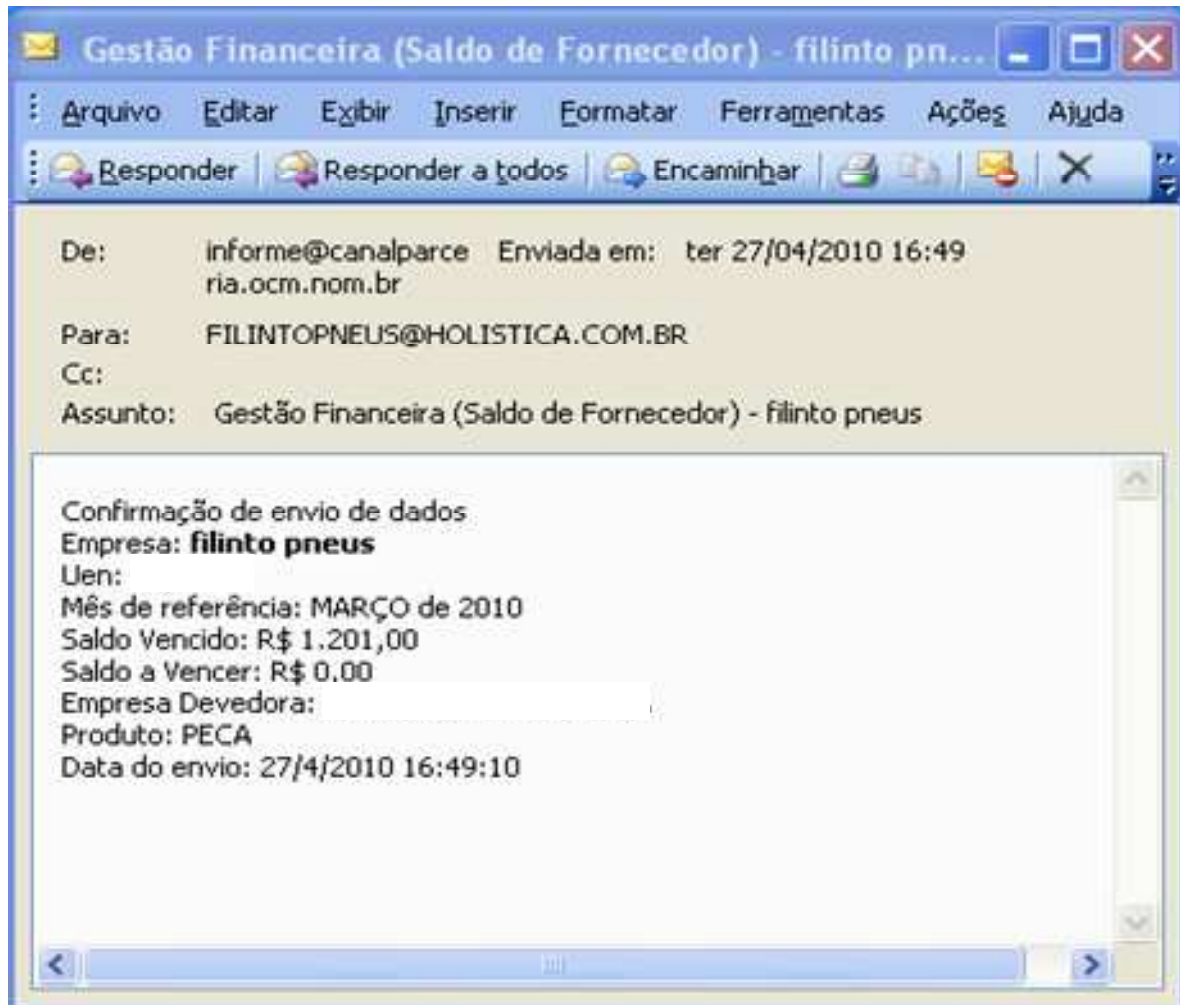 Gestão Financeira (Saldo de Fornecedor) - filinto pn...
Arquivo Editar Exibir Inserir Formatar Ferramentas Ações Ajuda
Responder Responder a todos Encaminhar
De: informe@canalparce Enviada em: ter 27/04/2010 16:49
ria.ocm.nom.br
Para: FILINTOPNEUS@HOLISTICA.COM.BR
Cc:
Assunto: Gestão Financeira (Saldo de Fornecedor) - filinto pneus
Confirmação de envio de dados
Empresa: filinto pneus
Uen:
Mês de referência: MARÇO de 2010
Saldo Vencido: R$ 1.201,00
Saldo a Vencer: R$ 0,00
Empresa Devedora:
Produto: PECA
Data do envio: 27/4/2010 16:49:10